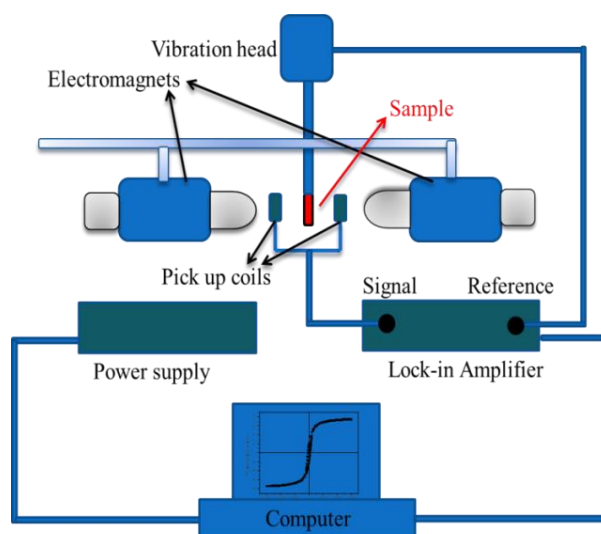 Vibration head
Electromagnets
Sample
Pick up coils
Signal
Reference
Power supply
Lock-in Amplifier
Computer